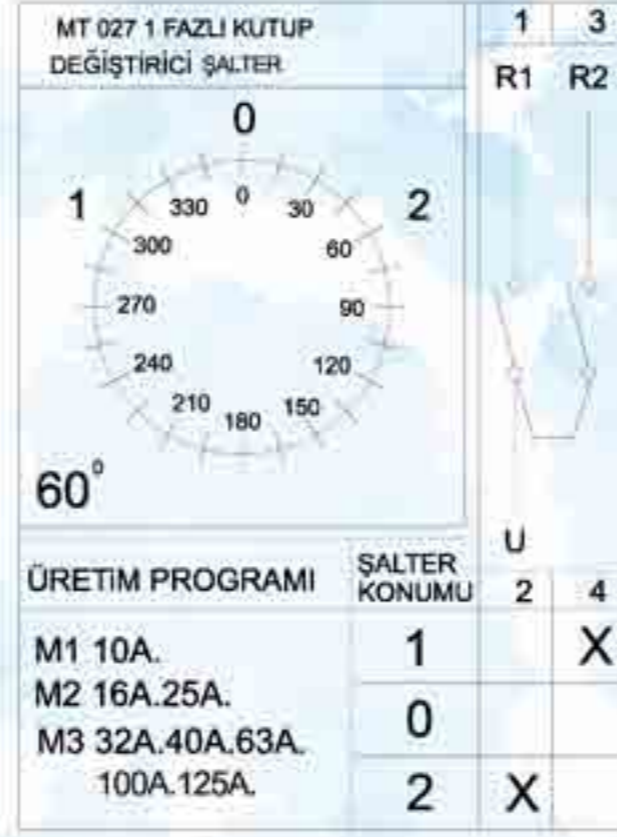 MT 027 1 FAZLI KUTUP
DEĞİŞTİRİCİ ŞALTER
1 3
R1 R2
0
1 2
330 0 30
300 60
270 90
240 120
210 180 150
60°
U
ÜRETİM PROGRAMI
ŞALTER
KONUMU
2 4
M1 10A.
M2 16A.25A.
M3 32A.40A.63A.
100A.125A.
1 X
0
2 X